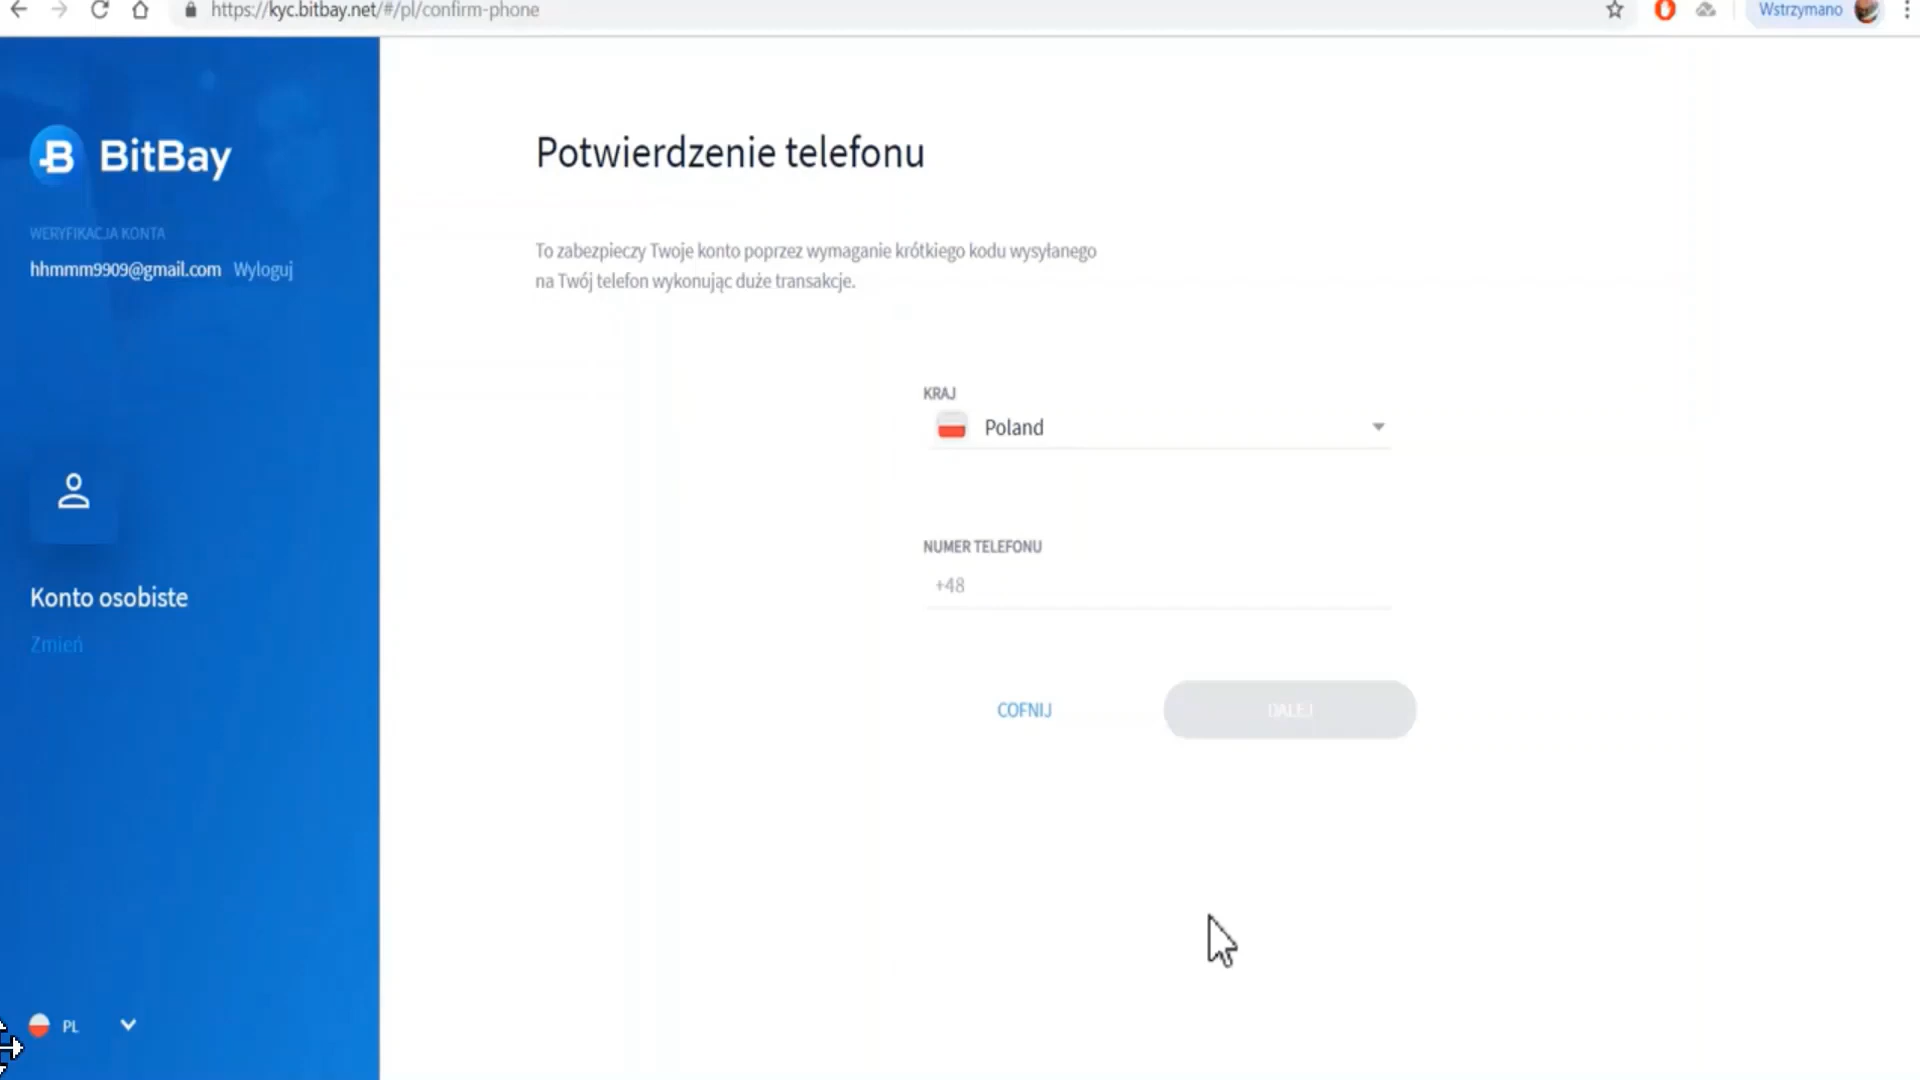 https://kyc.bitbay.net/#/pl/confirm-phone
Wstrzymano
BitBay
WERYFIKACJA KONTA
hhmmm9909@gmail.com Wyloguj
Konto osobiste
Zmień
PL
Potwierdzenie telefonu
To zabezpieczy Twoje konto poprzez wymaganie krótkiego kodu wysyłanego
na Twój telefon wykonując duże transakcje.
KRAJ
Poland
NUMER TELEFONU
+48
COFNIJ
DALEJ